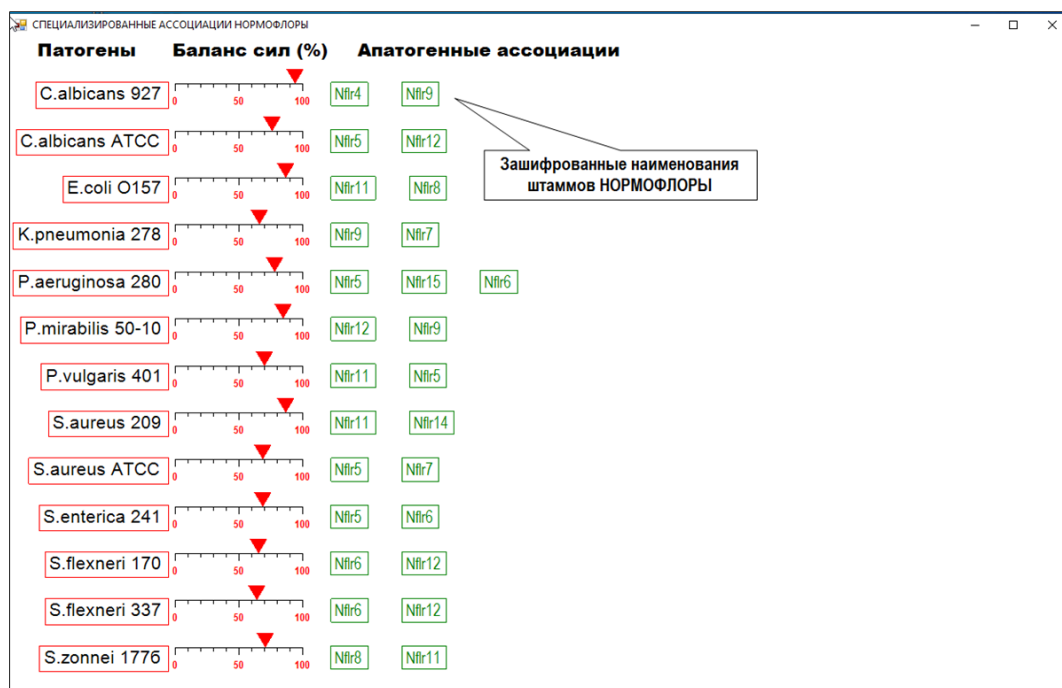 СПЕЦИАЛИЗИРОВАННЫЕ АССОЦИАЦИИ НОРМОФЛОРЫ
Патогены Баланс сил (%) Апатогенные ассоциации
C.albicans 927 0 50 100 Nflr4 Nflr9
C.albicans ATCC 0 50 100 Nflr5 Nflr12
Зашифрованные наименования
штаммов НОРМОФЛОРЫ
E.coli O157 0 50 100 Nflr11 Nflr8
K.pneumonia 278 0 50 100 Nflr9 Nflr7
P.aeruginosa 280 0 50 100 Nflr5 Nflr15 Nflr6
P.mirabilis 50-10 0 50 100 Nflr12 Nflr9
P.vulgaris 401 0 50 100 Nflr11 Nflr5
S.aureus 209 0 50 100 Nflr11 Nflr14
S.aureus ATCC 0 50 100 Nflr5 Nflr7
S.enterica 241 0 50 100 Nflr5 Nflr6
S.flexneri 170 0 50 100 Nflr6 Nflr12
S.flexneri 337 0 50 100 Nflr6 Nflr12
S.zonnei 177б 0 50 100 Nflr8 Nflr11